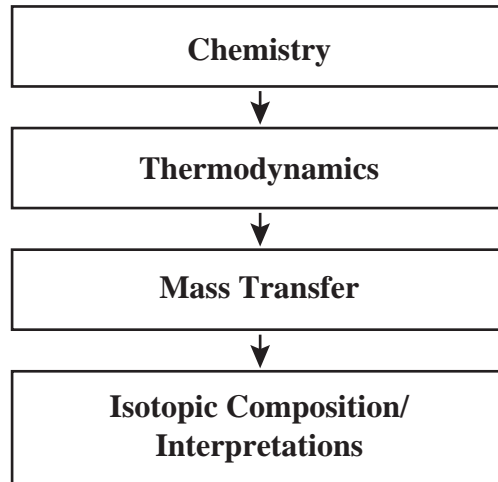 Chemistry
Thermodynamics
Mass Transfer
Isotopic Composition/
Interpretations